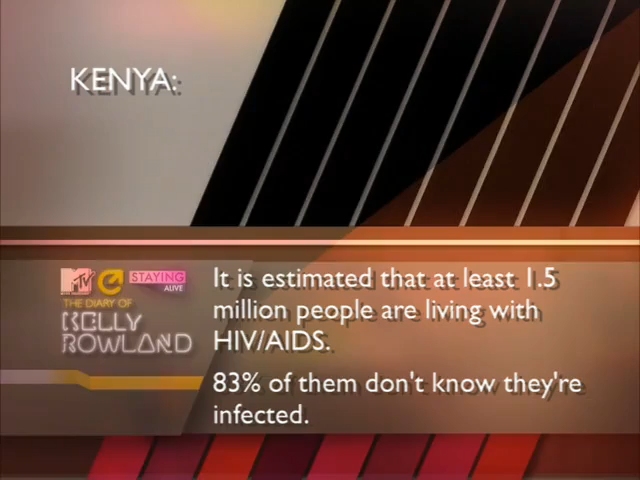 KENYA:
MTV
STAYING
ALIVE
THE DIARY OF
KELLY
ROWLAND
It is estimated that at least 1.5
million people are living with
HIV/AIDS.
83% of them don't know they're
infected.